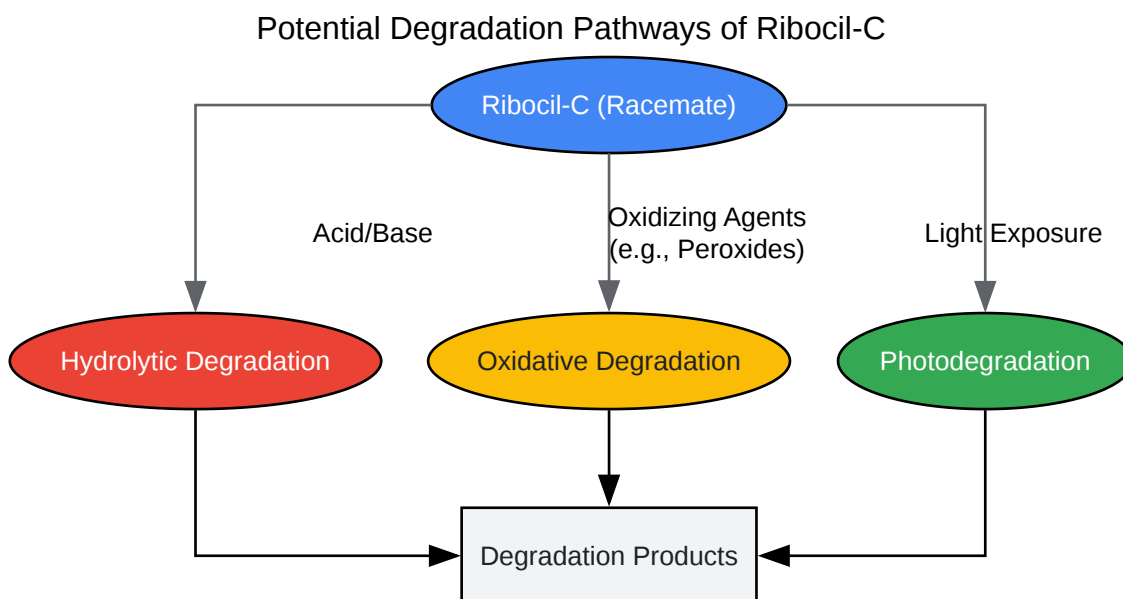 Potential Degradation Pathways of Ribocil-C
Ribocil-C (Racemate)
Acid/Base
Oxidizing Agents
(e.g., Peroxides)
Light Exposure
Hydrolytic Degradation
Oxidative Degradation
Photodegradation
Degradation Products